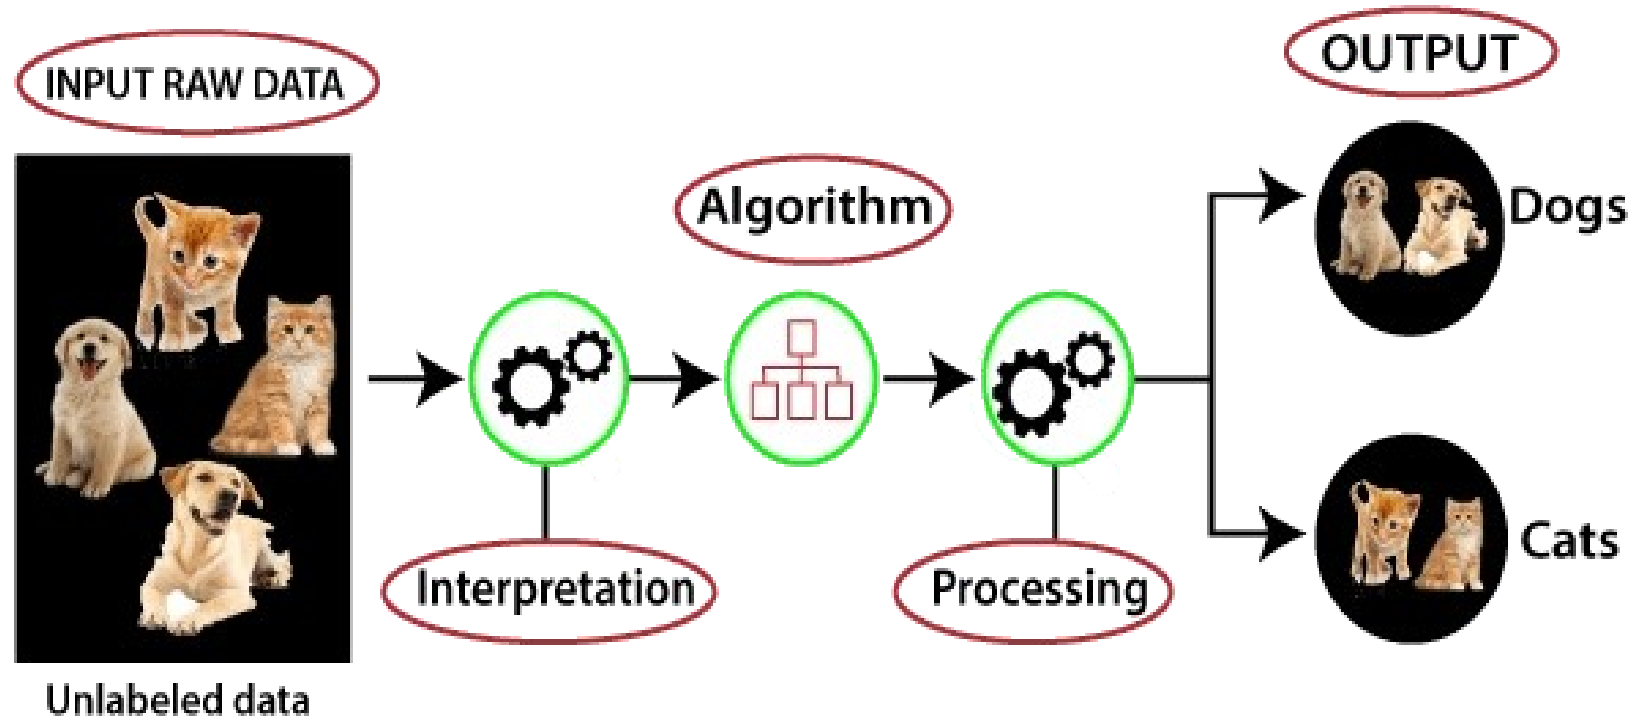 INPUT RAW DATA
OUTPUT
Algorithm
Dogs
Cats
Interpretation
Processing
Unlabeled data